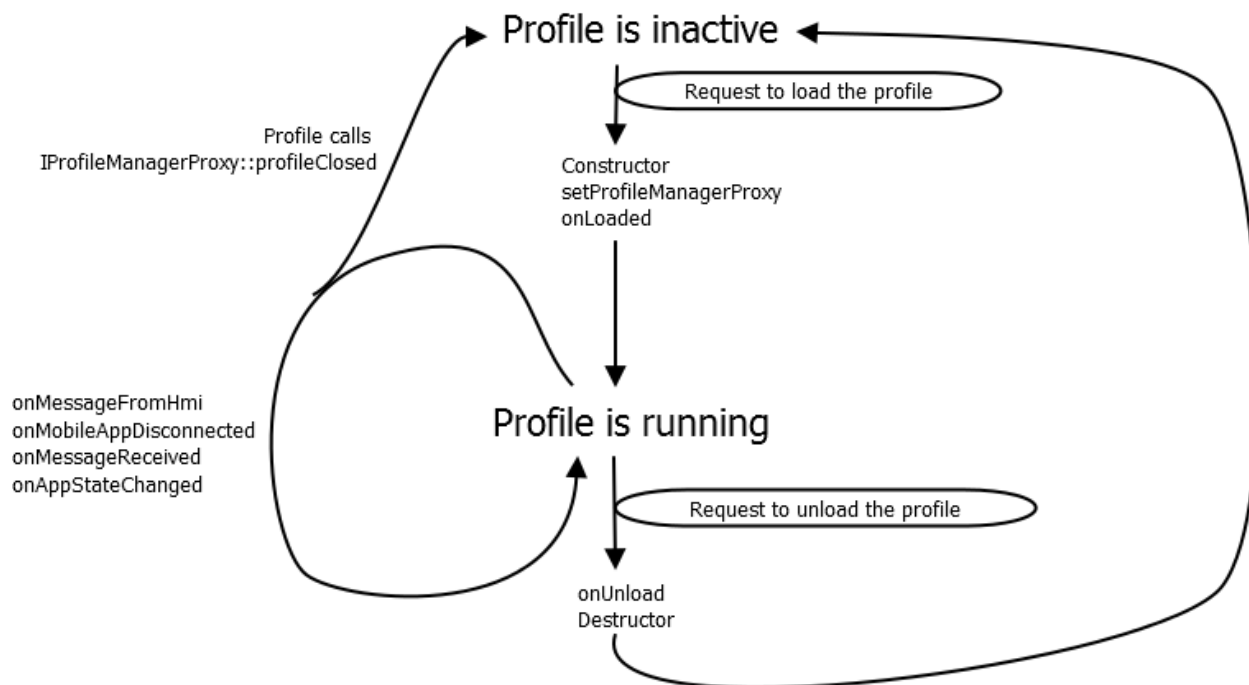 Profile is inactive
Request to load the profile
Profile calls
IProfileManagerProxy::profileClosed
Constructor
setProfileManagerProxy
onLoaded
onMessageFromHmi
onMobileAppDisconnected
onMessageReceived
onAppStateChanged
Profile is running
Request to unload the profile
onUnload
Destructor